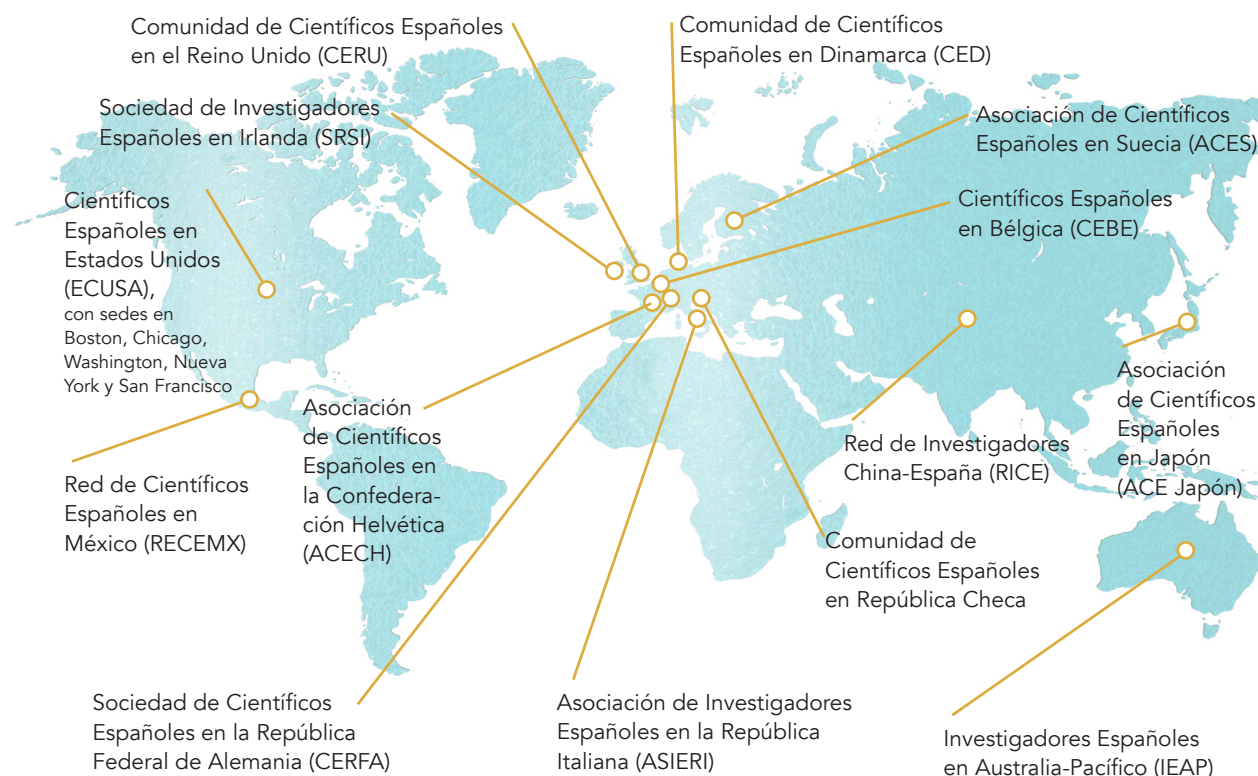 Comunidad de Científicos Españoles
en el Reino Unido (CERU)
Comunidad de Científicos
Españoles en Dinamarca (CED)
Sociedad de Investigadores
Españoles en Irlanda (SRSI)
Asociación de Científicos
Españoles en Suecia (ACES)
Científicos
Españoles en
Estados Unidos
(ECUSA),
con sedes en
Boston, Chicago,
Washington, Nueva
York y San Francisco
Científicos Españoles
en Bélgica (CEBE)
Asociación
de Científicos
Españoles
en Japón
(ACE Japón)
Asociación
de Científicos
Españoles en
la Confedera-
ción Helvética
(ACECH)
Red de Investigadores
China-España (RICE)
Red de Científicos
Españoles en
México (RECEMX)
Comunidad de
Científicos Españoles
en República Checa
Sociedad de Científicos
Españoles en la República
Federal de Alemania (CERFA)
Asociación de Investigadores
Españoles en la República
Italiana (ASIERI)
Investigadores Españoles
en Australia-Pacífico (IEAP)